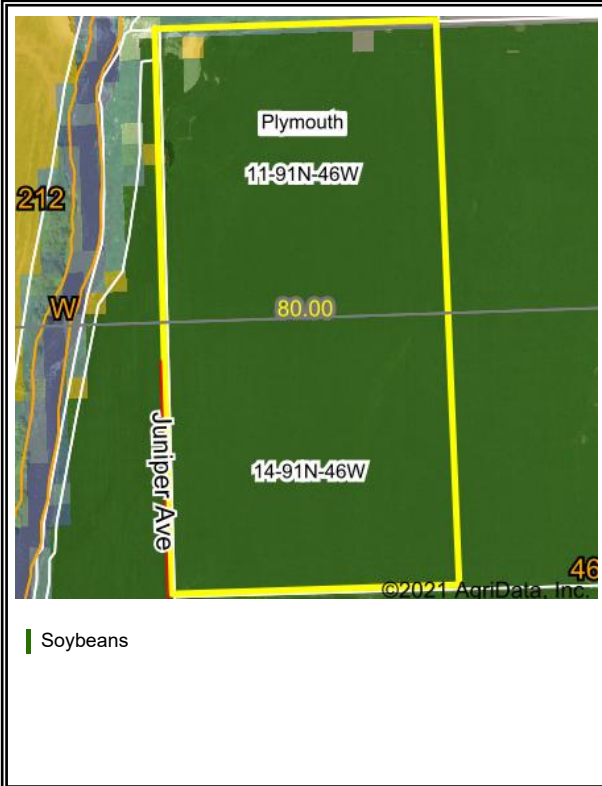 Plymouth
11-91N-46W
212
W
80.00
Juniper Ave
14-91N-46W
46
©2021 AgriData, Inc.
Soybeans